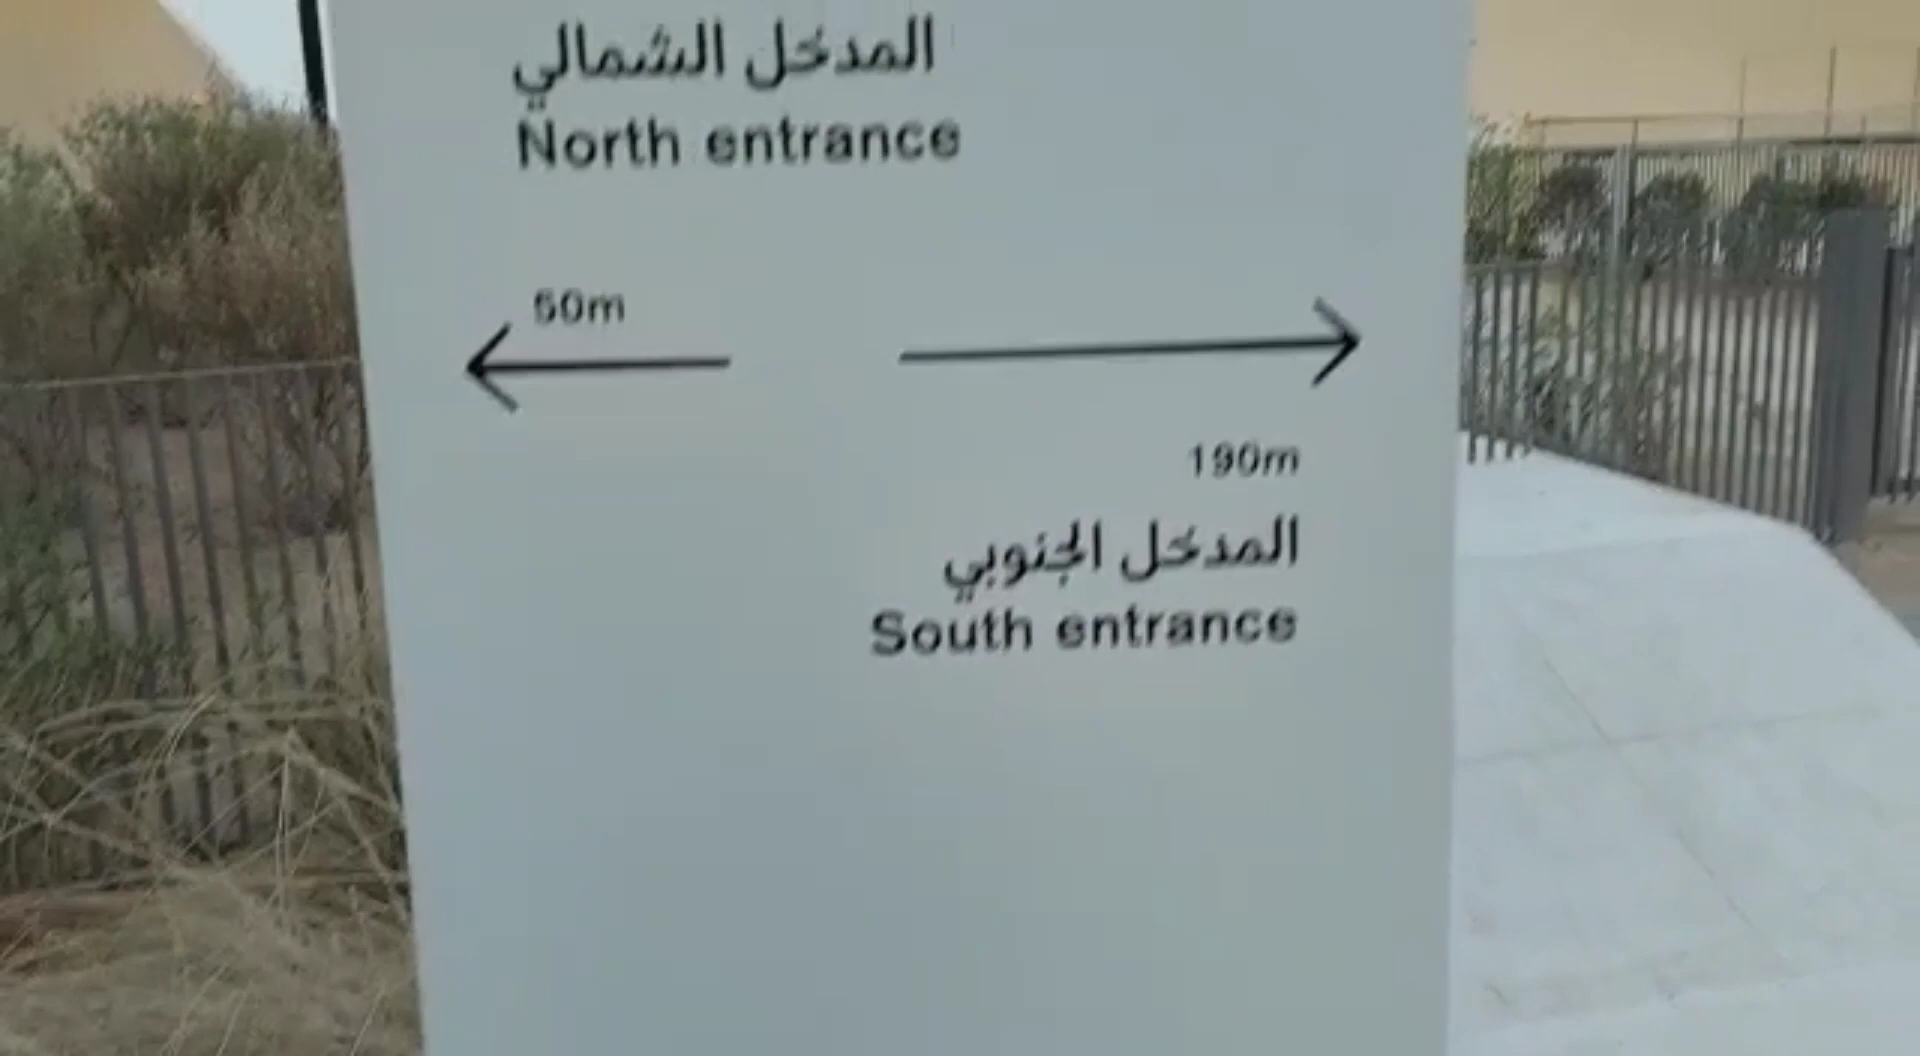 المدخل الشمالي
North entrance
50m
190m
المدخل الجنوبي
South entrance